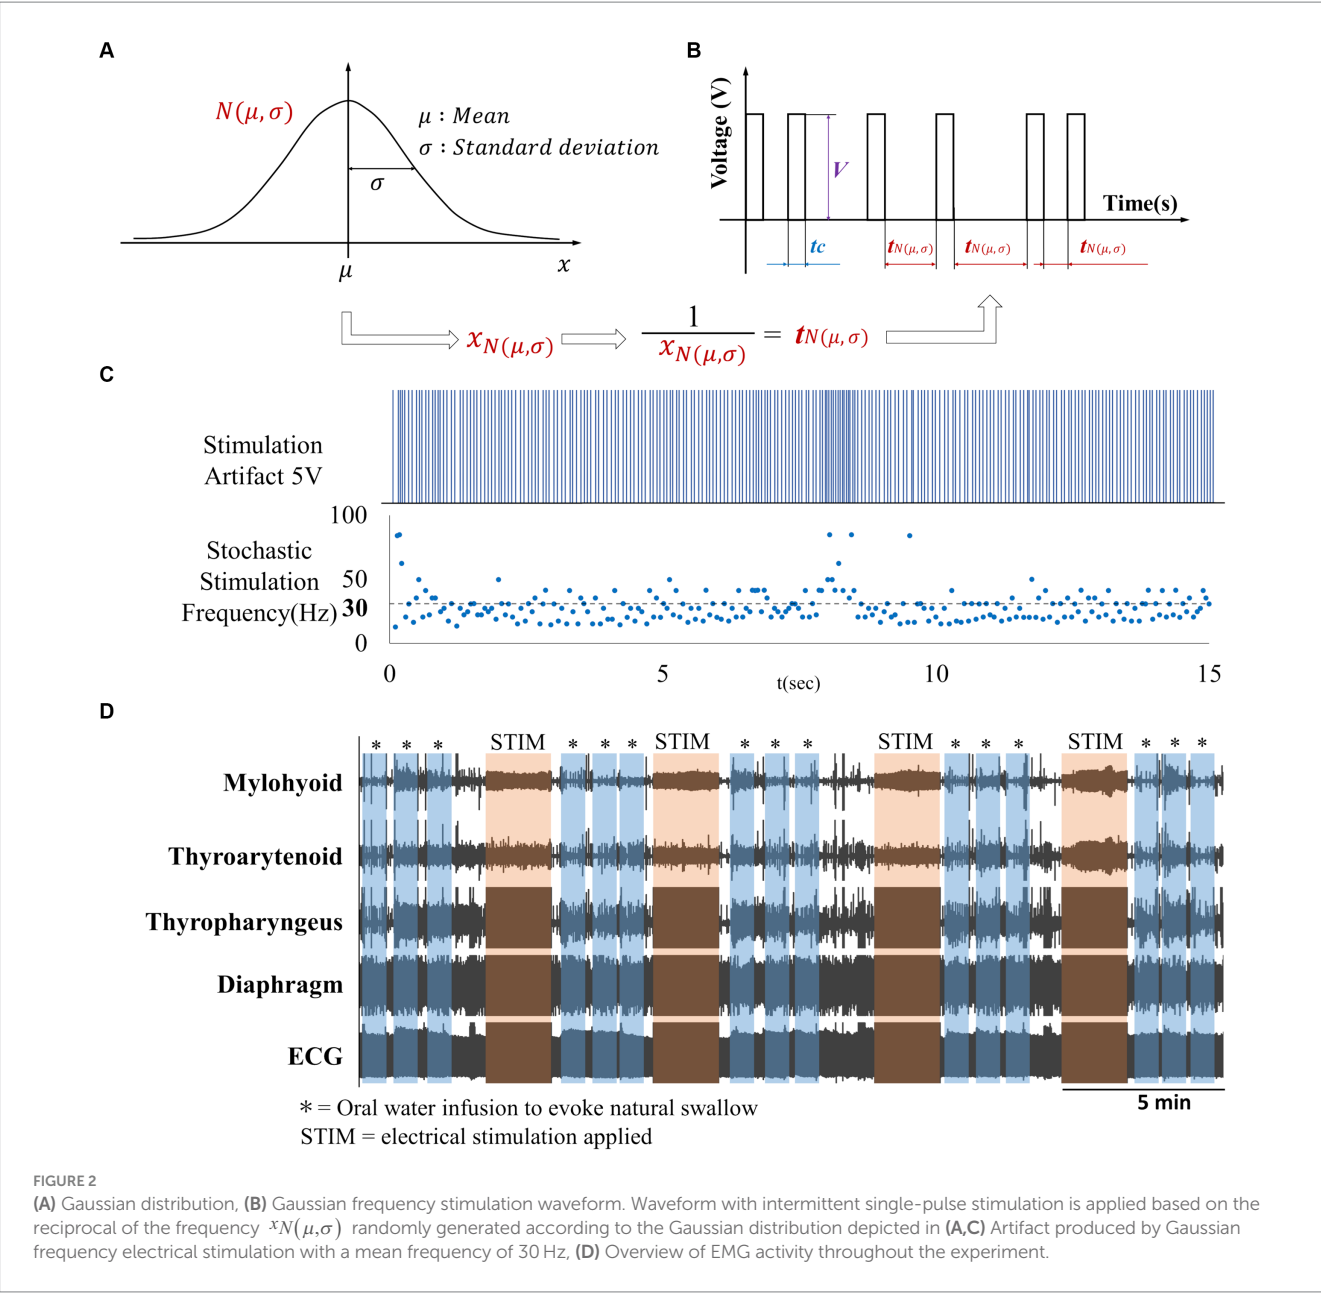 A
N(μ, σ)
μ : Mean
σ : Standard deviation
σ
μ
x
B
Voltage (V)
V
Time(s)
tc
tN(μ,σ)
tN(μ,σ)
tN(μ,σ)
xN(μ,σ)
1
xN(μ,σ)
= tN(μ,σ)
C
Stimulation
Artifact 5V
100
Stochastic
Stimulation
Frequency(Hz)
50
30
0
0
5
10
15
t(sec)
D
* * * STIM * * * STIM * * * STIM * * * STIM * * *
Mylohyoid
Thyroarytenoid
Thyropharyngeus
Diaphragm
ECG
5 min
* = Oral water infusion to evoke natural swallow
STIM = electrical stimulation applied
FIGURE 2
(A) Gaussian distribution, (B) Gaussian frequency stimulation waveform. Waveform with intermittent single-pulse stimulation is applied based on the
reciprocal of the frequency xN(μ,σ) randomly generated according to the Gaussian distribution depicted in (A,C) Artifact produced by Gaussian
frequency electrical stimulation with a mean frequency of 30 Hz, (D) Overview of EMG activity throughout the experiment.